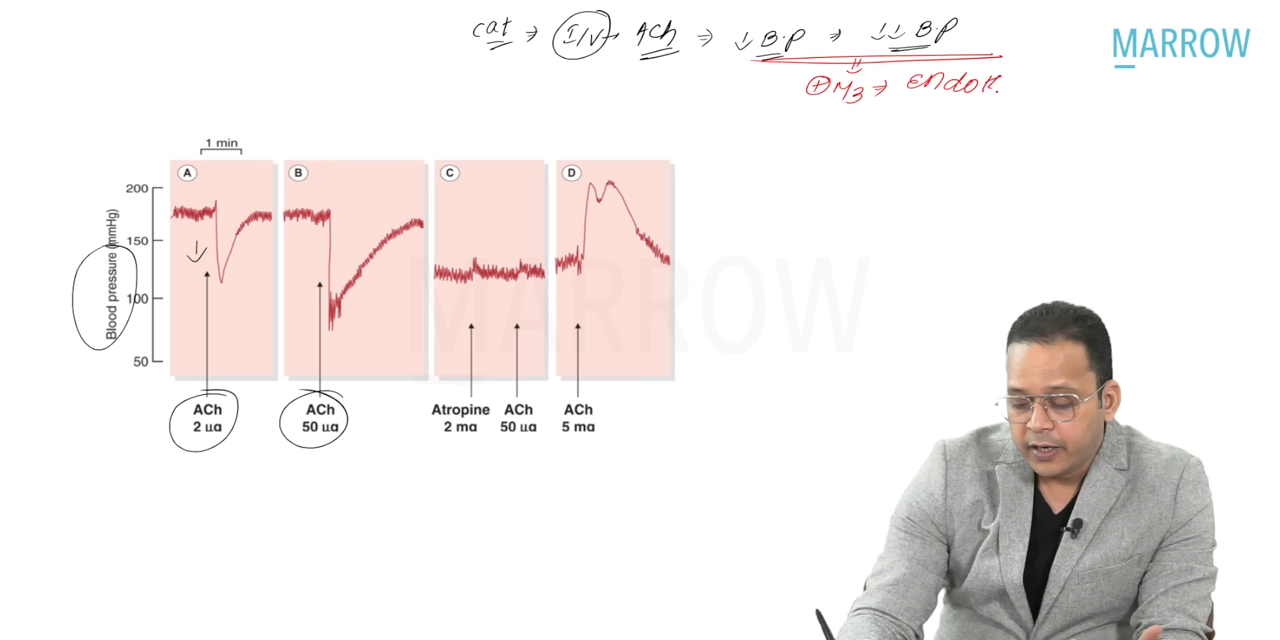 cat ⇒ I/V → ACh ⇒ ↓ B.P ⇒ ↓↓ B.P
MARROW
⊕ M3 ⇒ Endoth.
1 min
A B C D
200
150
100
50
Blood pressure (mmHg)
MARROW
ACh ACh Atropine ACh ACh
2 µg 50 µg 2 mg 50 µg 5 mg